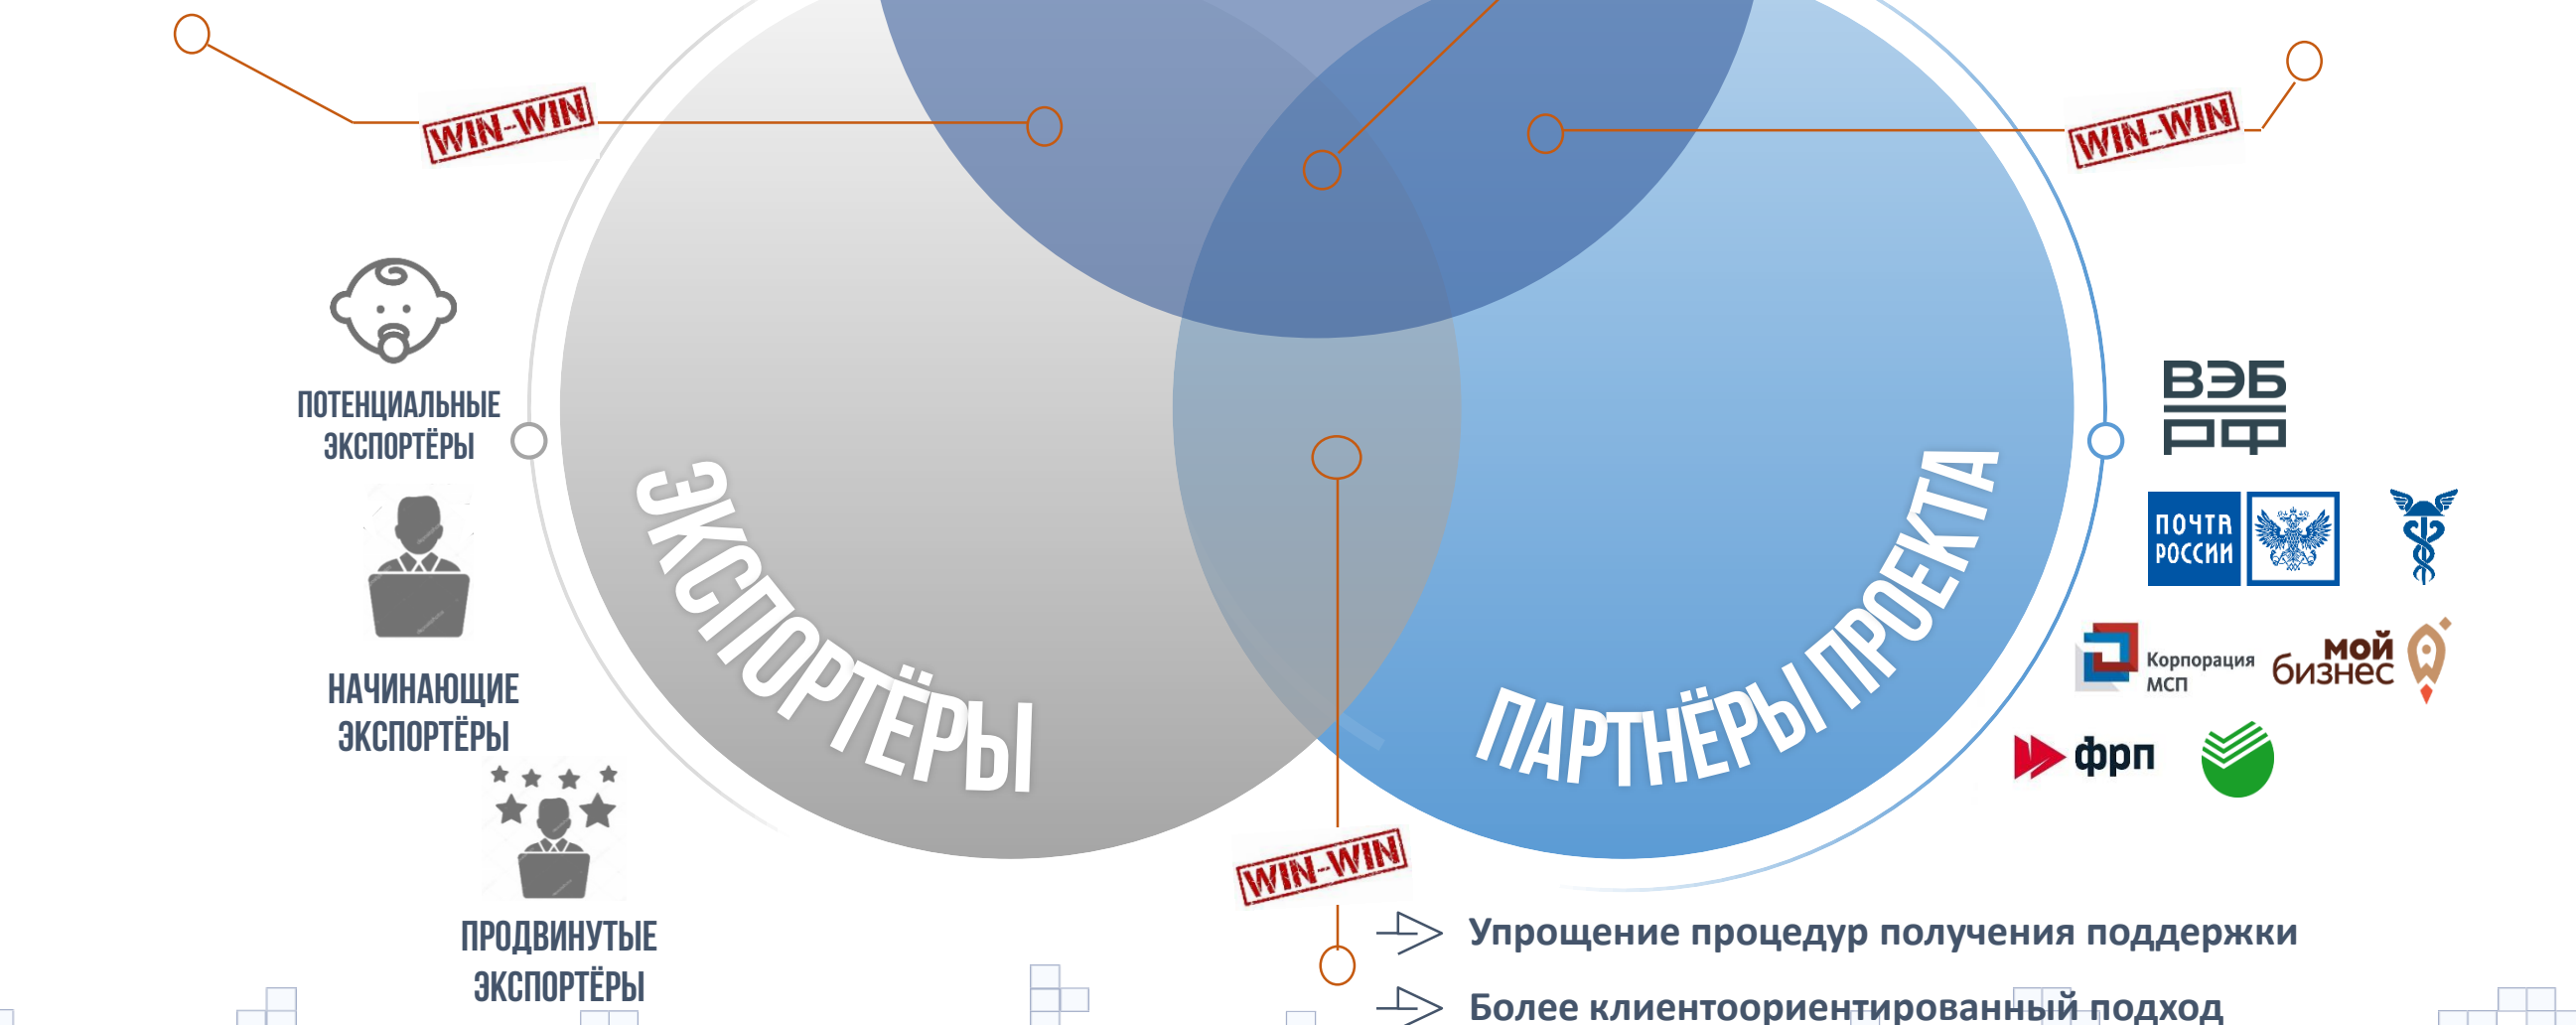 WIN-WIN
WIN-WIN
ПОТЕНЦИАЛЬНЫЕ
ЭКСПОРТЁРЫ
НАЧИНАЮЩИЕ
ЭКСПОРТЁРЫ
ПРОДВИНУТЫЕ
ЭКСПОРТЁРЫ
ЭКСПОРТЁРЫ
ПАРТНЁРЫ ПРОЕКТА
ВЭБ
РФ
ПОЧТА
РОССИИ
Корпорация
МСП
МОЙ
бизнес
фрп
WIN-WIN
Упрощение процедур получения поддержки
Более клиентоориентированный подход